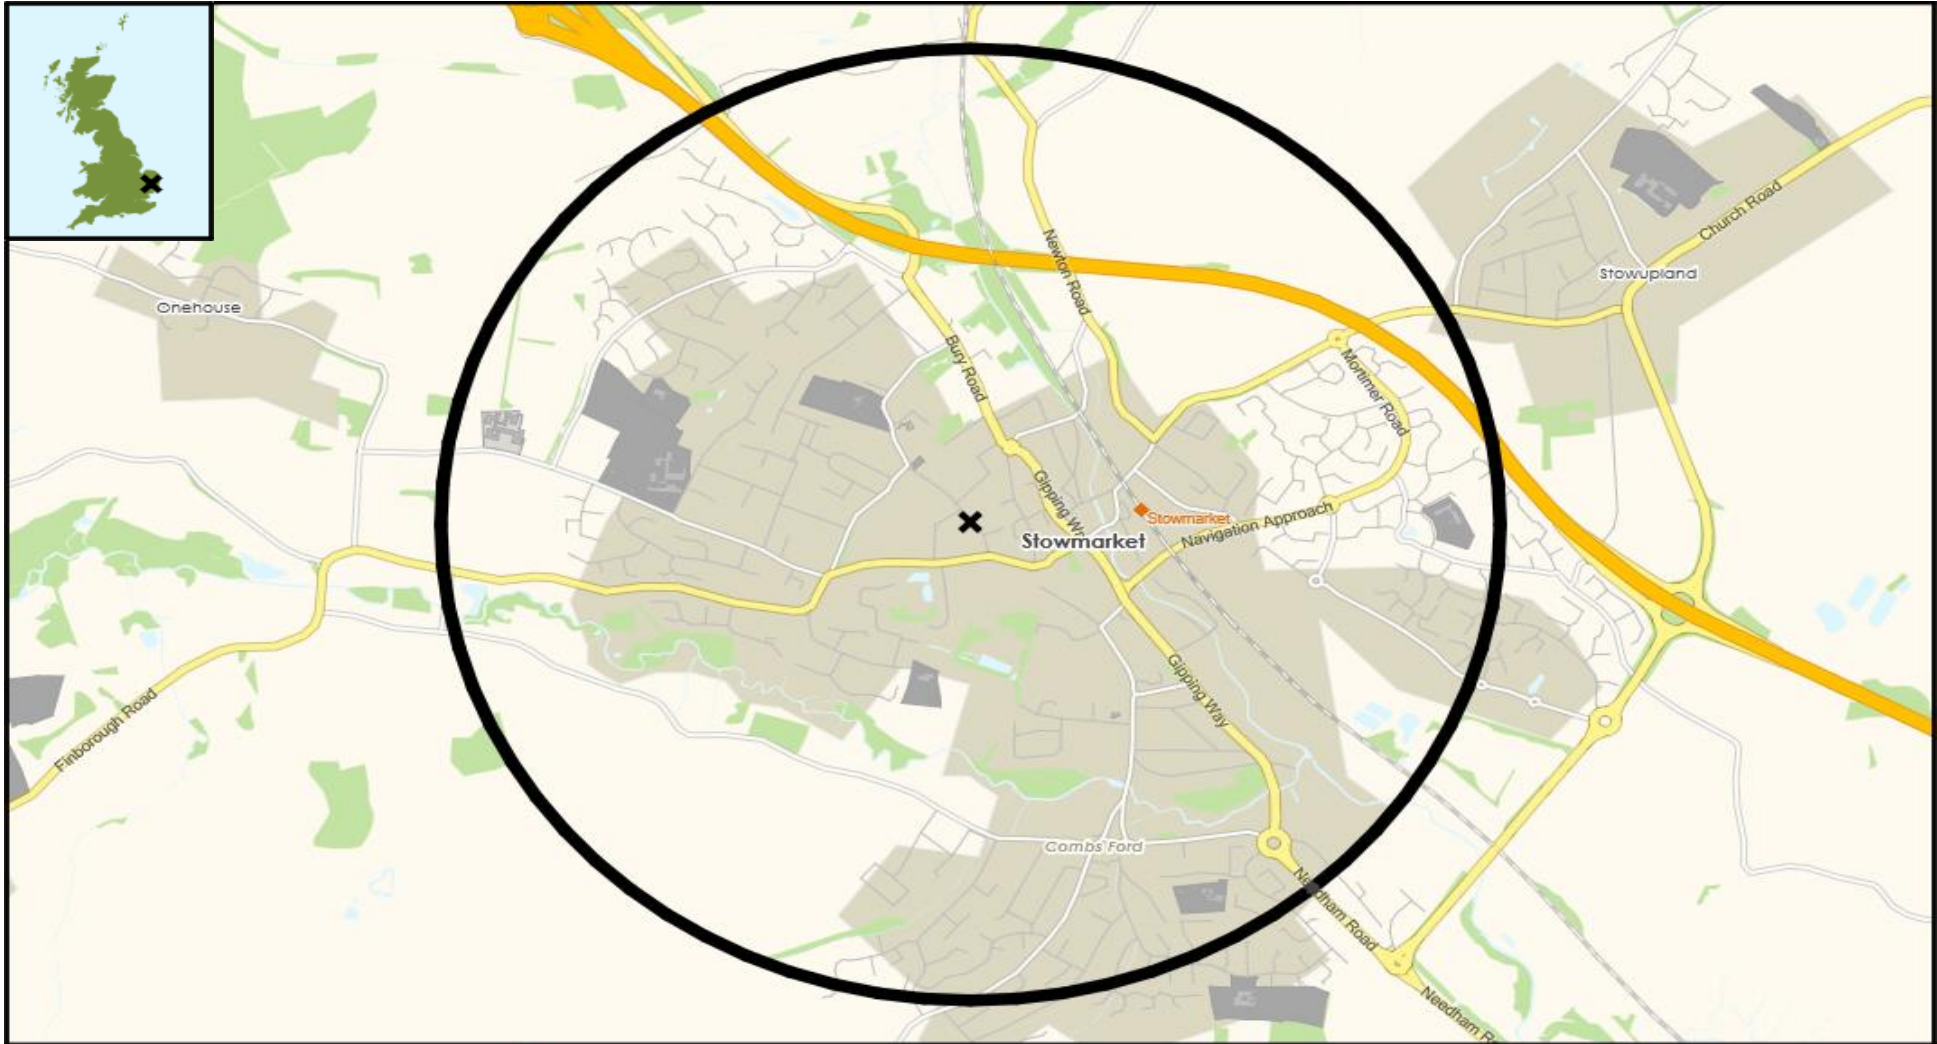 Church Road
Stowupland
Onehouse
Newton Road
Bury Road
Mortimer Road
Gipping W
Stowmarket
Navigation Approach
Stowmarket
Gipping Way
Finborough Road
Combs Ford
Needham Road
Needham R